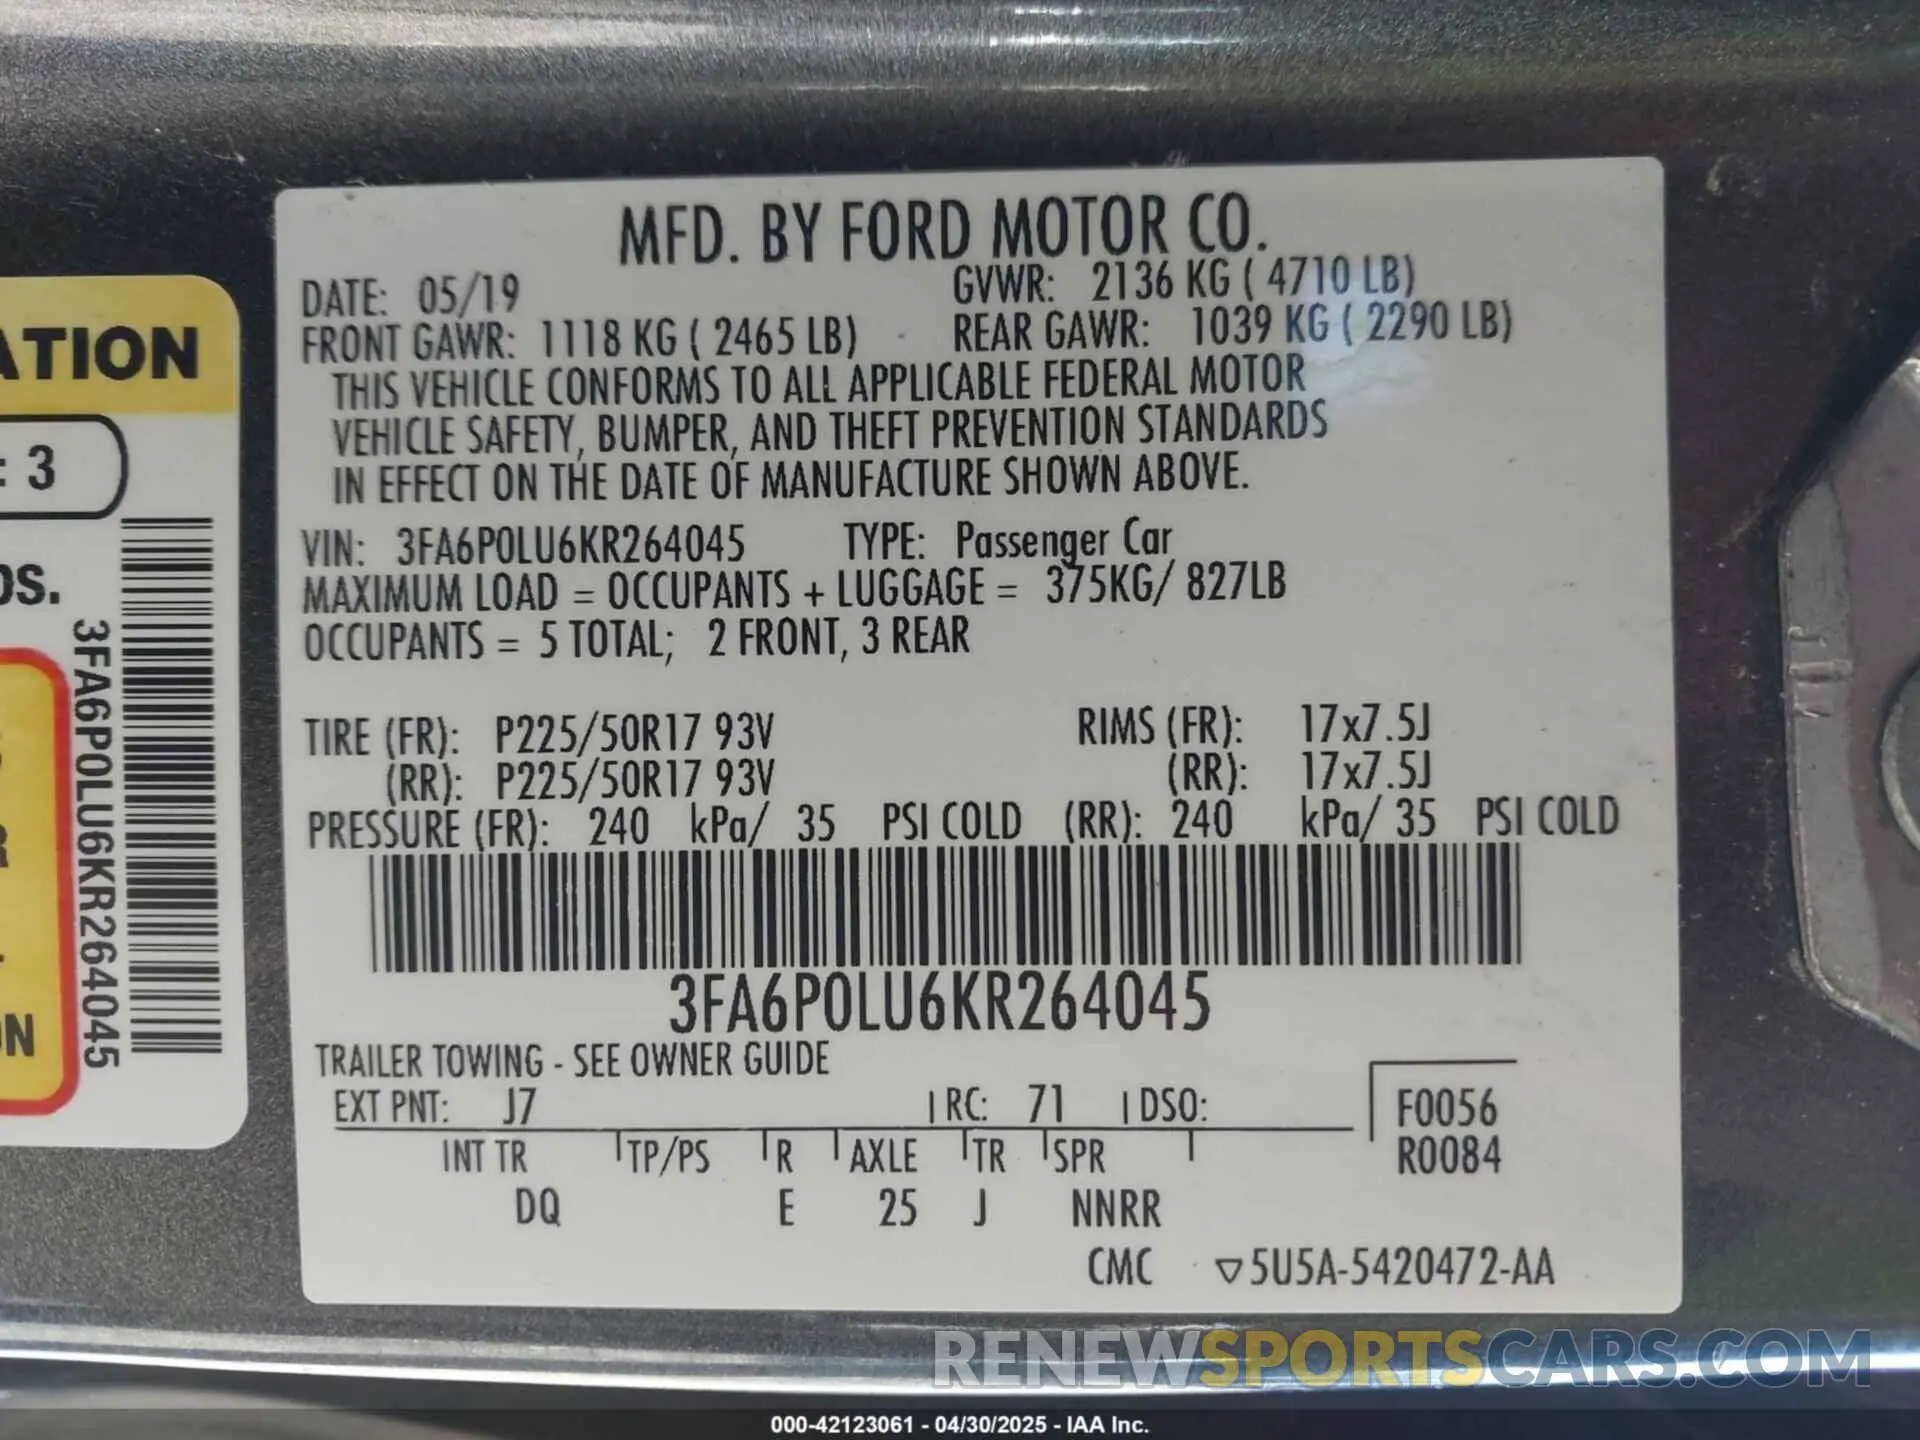 MFD. BY FORD MOTOR CO.
DATE: 05/19 GVWR: 2136 KG ( 4710 LB)
FRONT GAWR: 1118 KG ( 2465 LB) REAR GAWR: 1039 KG ( 2290 LB)
THIS VEHICLE CONFORMS TO ALL APPLICABLE FEDERAL MOTOR
VEHICLE SAFETY, BUMPER, AND THEFT PREVENTION STANDARDS
IN EFFECT ON THE DATE OF MANUFACTURE SHOWN ABOVE.
VIN: 3FA6P0LU6KR264045 TYPE: Passenger Car
MAXIMUM LOAD = OCCUPANTS + LUGGAGE = 375KG/ 827LB
OCCUPANTS = 5 TOTAL; 2 FRONT, 3 REAR
TIRE (FR): P225/50R17 93V RIMS (FR): 17x7.5J
(RR): P225/50R17 93V (RR): 17x7.5J
PRESSURE (FR): 240 kPa/ 35 PSI COLD (RR): 240 kPa/ 35 PSI COLD
3FA6P0LU6KR264045
TRAILER TOWING - SEE OWNER GUIDE
EXT PNT: J7 RC: 71 DSO: F0056
INT TR TP/PS R AXLE TR SPR R0084
DQ E 25 J NNRR
CMC ▽5U5A-5420472-AA
: 3
3FA6P0LU6KR264045
RENEWSPORTSCARS.COM
000-42123061 - 04/30/2025 - IAA Inc.